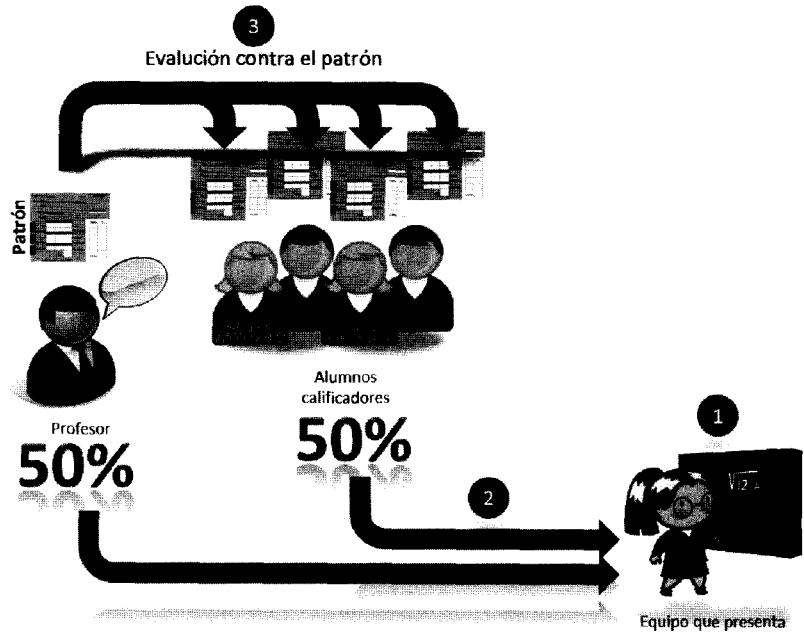 3
Evalución contra el patrón
Patrón
Profesor
50%
Alumnos
calificadores
50%
1
2
Equipo que presenta